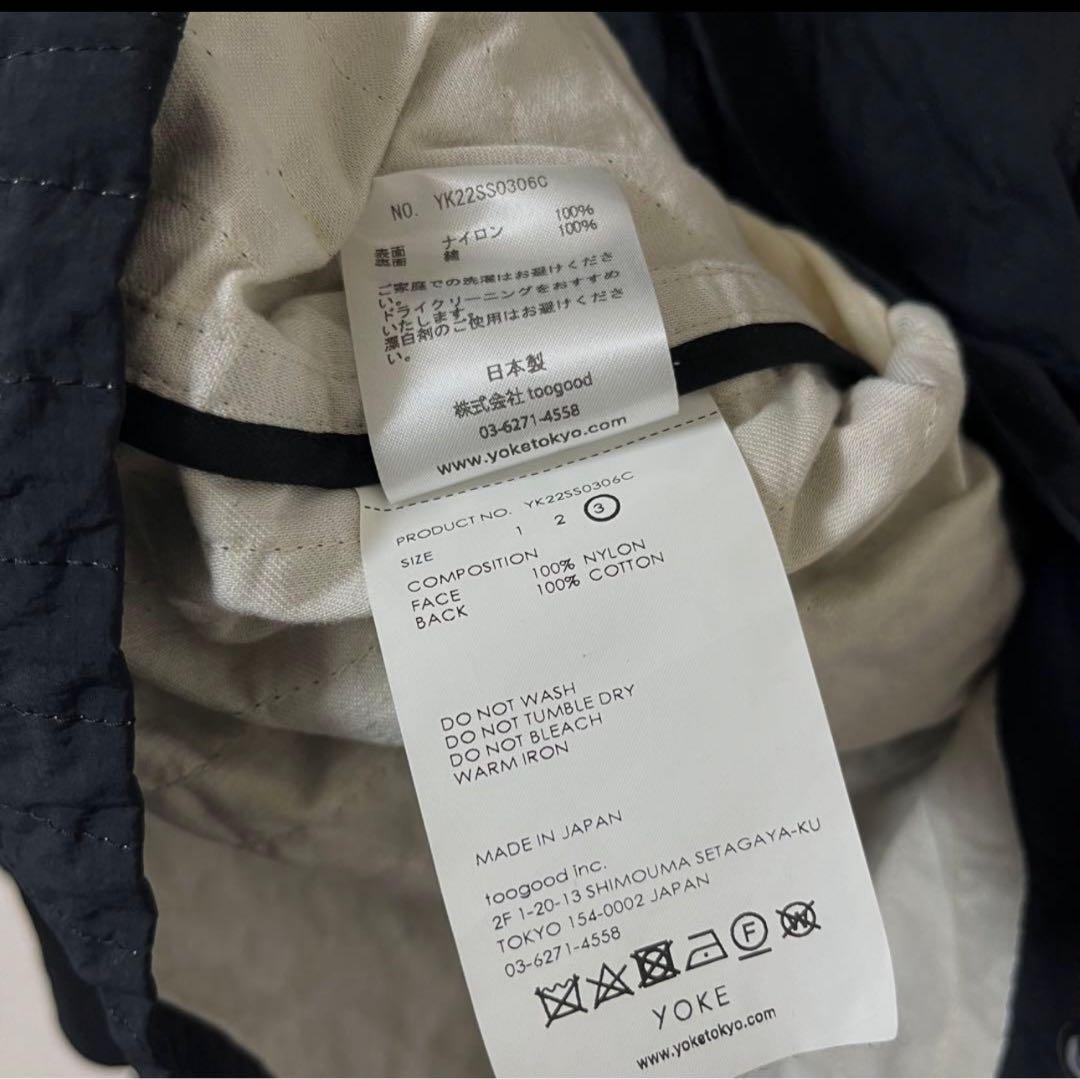 NO. YK22SS0306C
表面 ナイロン 100%
裏面 綿 100%
ご家庭での洗濯はお避けくださ
い。
ドライクリーニングをおすすめ
いたします。
漂白剤のご使用はお避けくださ
い。
日本製
株式会社 toogood
03-6271-4558
www.yoketokyo.com
PRODUCT NO. YK22SS0306C
SIZE 1 2 3
COMPOSITION
FACE 100% NYLON
BACK 100% COTTON
DO NOT WASH
DO NOT TUMBLE DRY
DO NOT BLEACH
WARM IRON
MADE IN JAPAN
toogood inc.
2F 1-20-13 SHIMOUMA SETAGAYA-KU
TOKYO 154-0002 JAPAN
03-6271-4558
F W
YOKE
www.yoketokyo.com